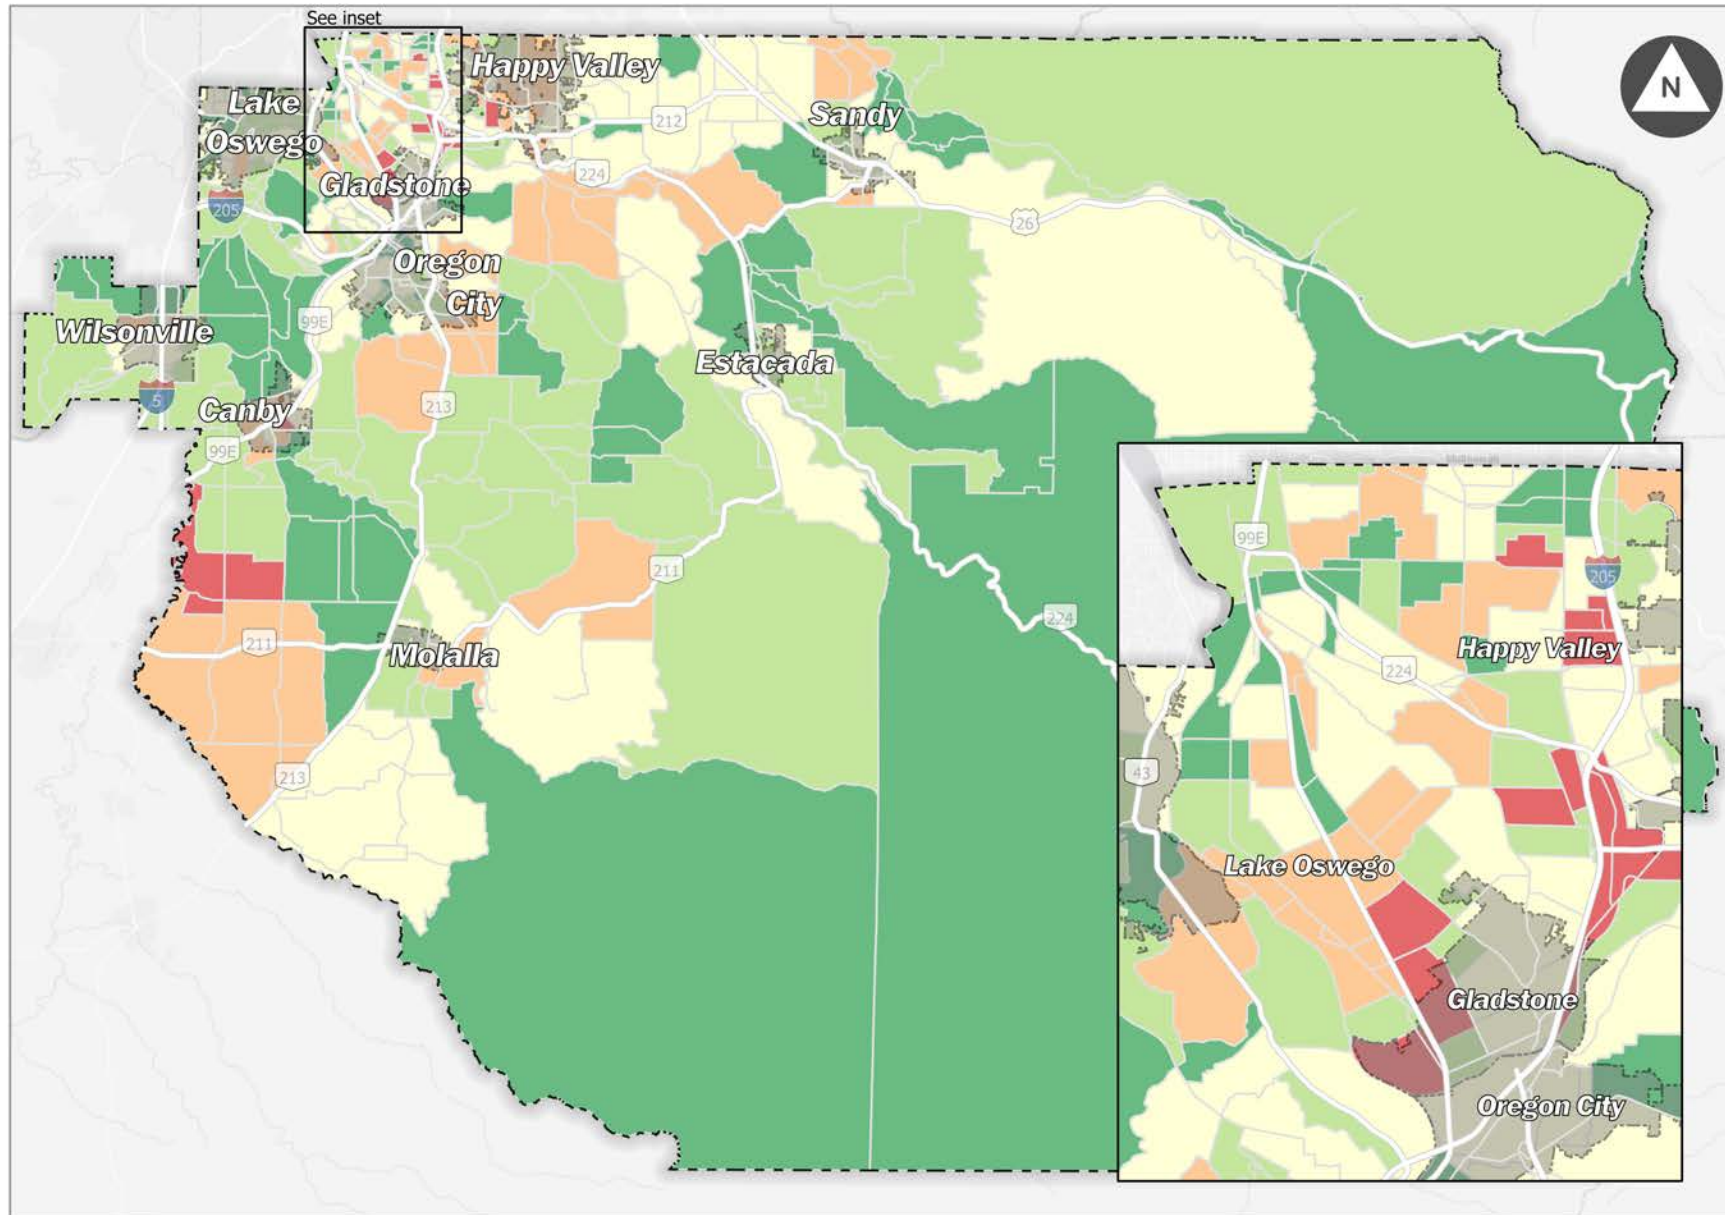 See inset
N
Happy Valley
Lake
Oswego
Sandy
212
224
Gladstone
205
26
Oregon
City
99E
Wilsonville
Estacada
5
Canby
213
99E
211
224
211
Molalla
213
99E
205
Happy Valley
224
43
Lake Oswego
Gladstone
Oregon City